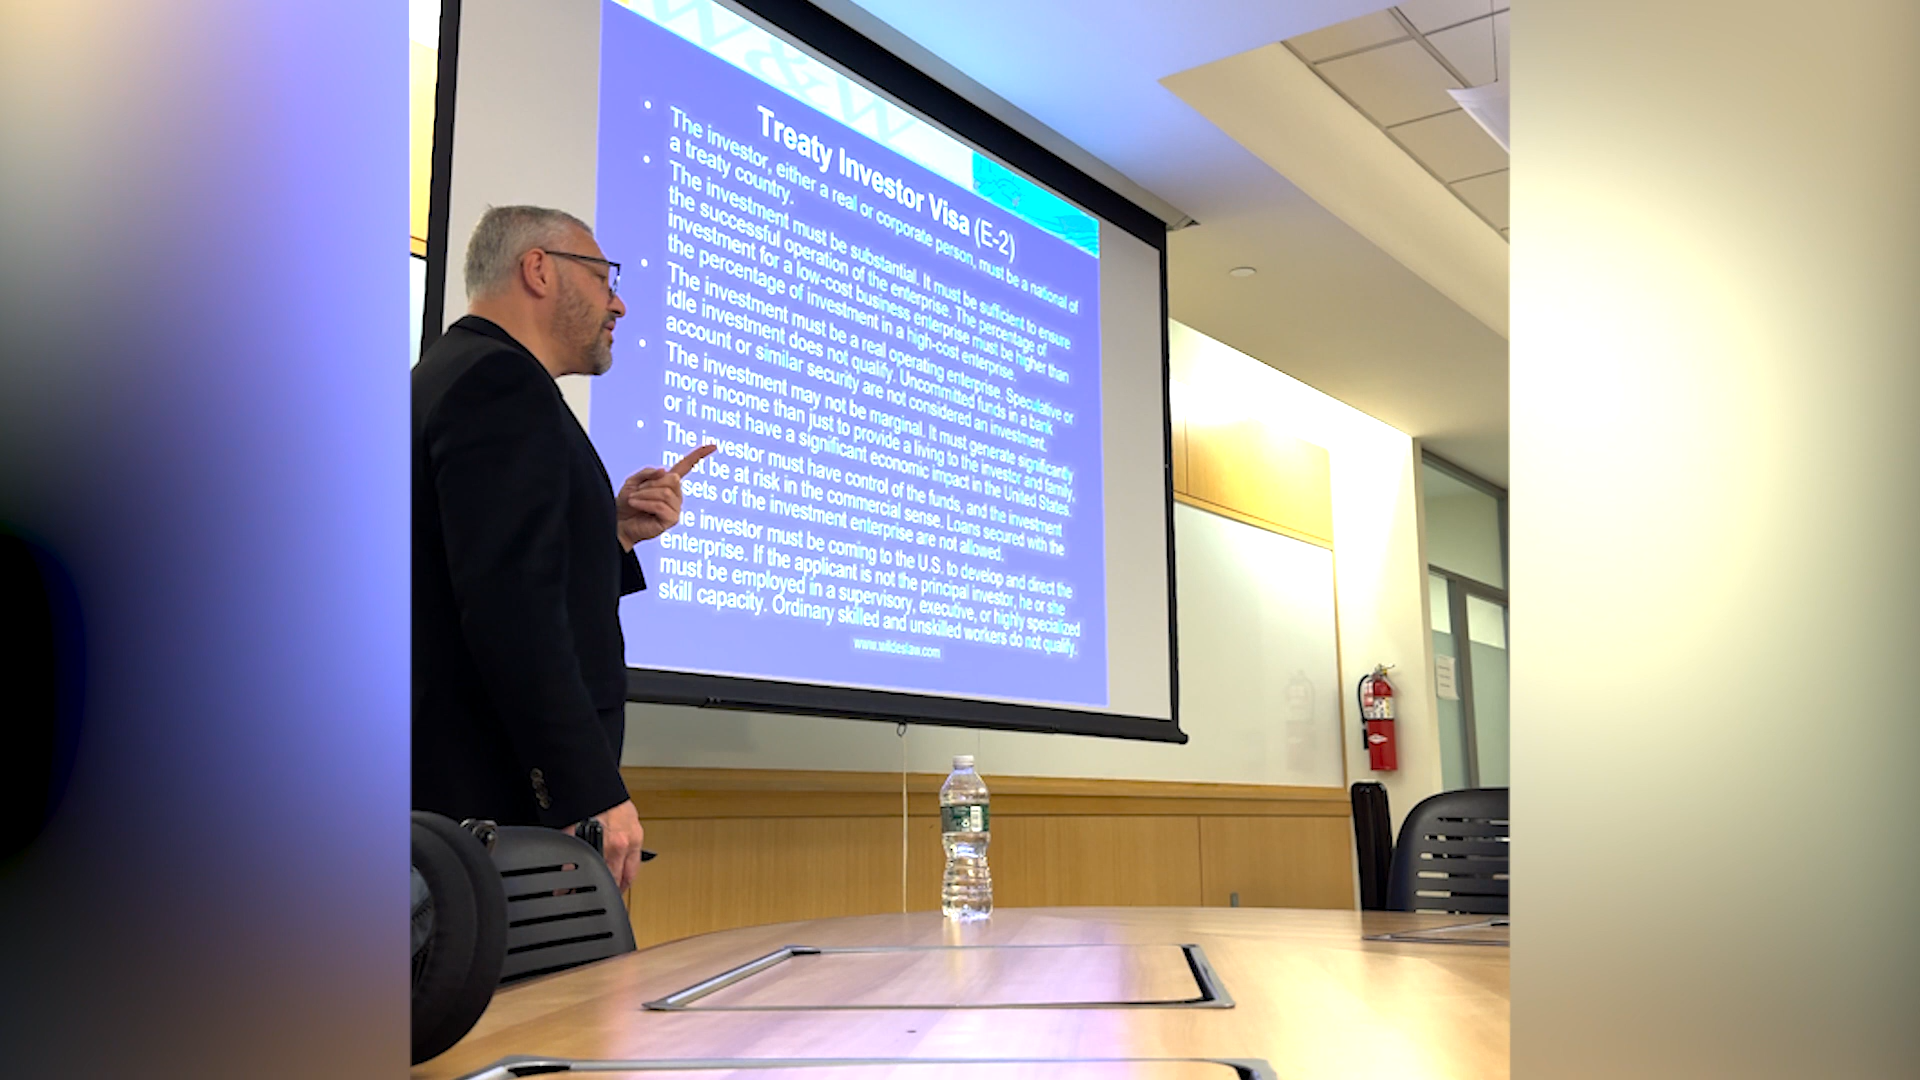 Treaty Investor Visa (E-2)
• The investor, either a real or corporate person, must be a national of
a treaty country.
• The investment must be substantial. It must be sufficient to ensure
the successful operation of the enterprise. The percentage of
investment for a low-cost business enterprise must be higher than
the percentage of investment in a high-cost enterprise.
• The investment must be a real operating enterprise. Speculative or
idle investment does not qualify. Uncommitted funds in a bank
account or similar security are not considered an investment.
• The investment may not be marginal. It must generate significantly
more income than just to provide a living to the investor and family,
or it must have a significant economic impact in the United States.
• The investor must have control of the funds, and the investment
must be at risk in the commercial sense. Loans secured with the
sets of the investment enterprise are not allowed.
investor must be coming to the U.S. to develop and direct the
enterprise. If the applicant is not the principal investor, he or she
must be employed in a supervisory, executive, or highly specialized
skill capacity. Ordinary skilled and unskilled workers do not qualify.
www.wildeslaw.com